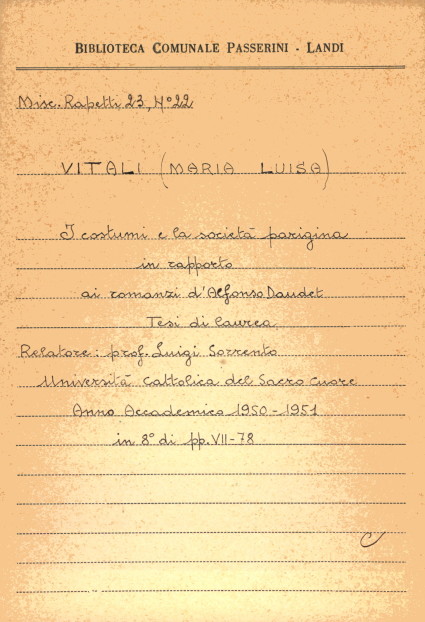 BIBLIOTECA COMUNALE PASSERINI - LANDI
Misc. Rapetti 23, N° 22
VITALI (MARIA LUISA)
I costumi e la società parigina
in rapporto
ai romanzi d'Alfonso Daudet
Tesi di laurea
Relatore: prof. Luigi Sorrento
Università Cattolica del Sacro Cuore
Anno Accademico 1950-1951
in 8° di pp. VII-78
C